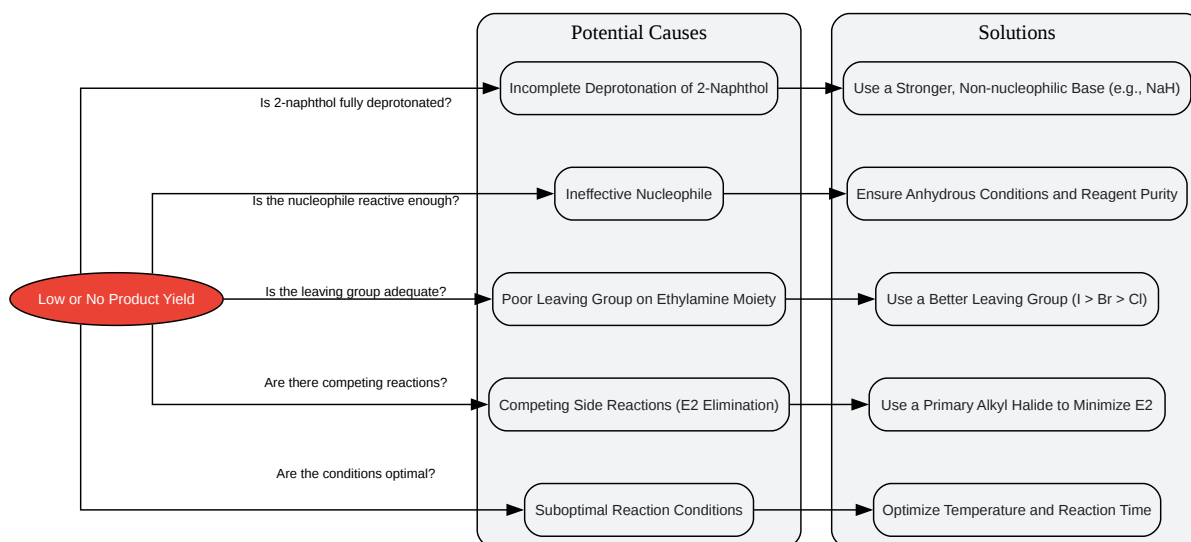 Potential Causes
Solutions
Is 2-naphthol fully deprotonated?
Incomplete Deprotonation of 2-Naphthol
Use a Stronger, Non-nucleophilic Base (e.g., NaH)
Is the nucleophile reactive enough?
Ineffective Nucleophile
Ensure Anhydrous Conditions and Reagent Purity
Low or No Product Yield
Is the leaving group adequate?
Poor Leaving Group on Ethylamine Moiety
Use a Better Leaving Group (I > Br > Cl)
Are there competing reactions?
Competing Side Reactions (E2 Elimination)
Use a Primary Alkyl Halide to Minimize E2
Are the conditions optimal?
Suboptimal Reaction Conditions
Optimize Temperature and Reaction Time